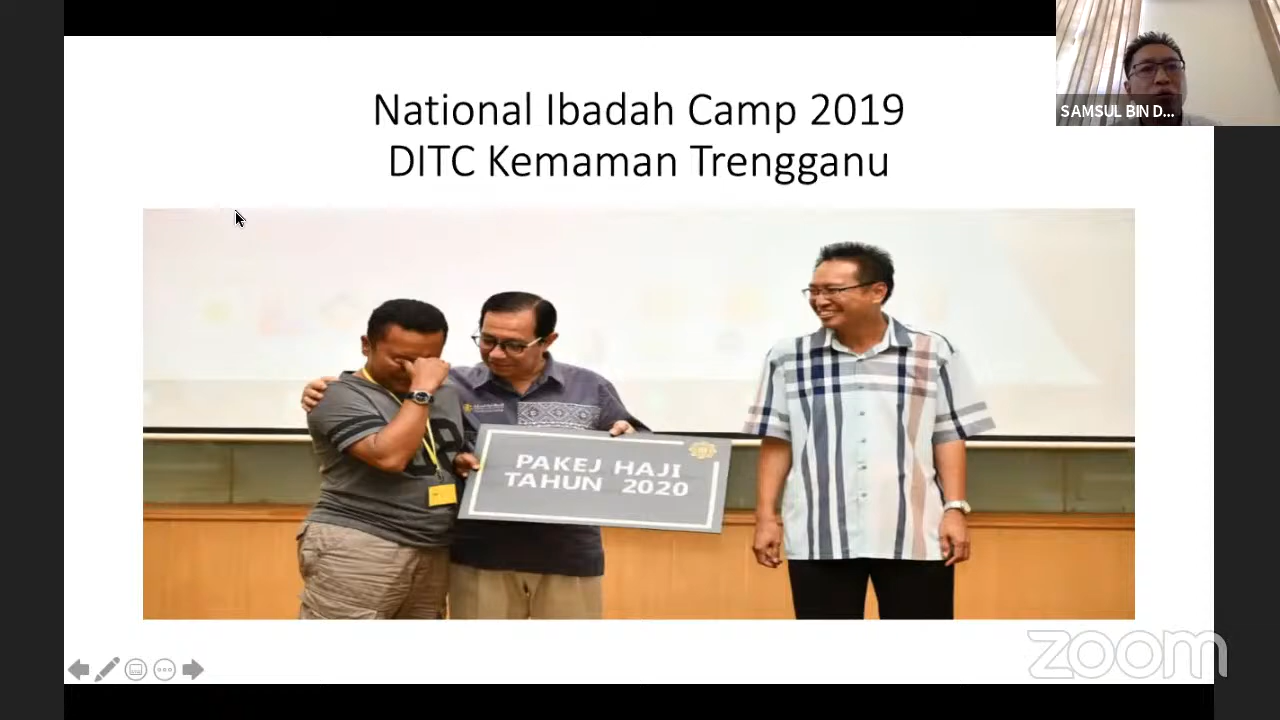 National Ibadah Camp 2019
DITC Kemaman Trengganu
SAMSUL BIN D...
PAKEJ HAJI
TAHUN 2020
zoom